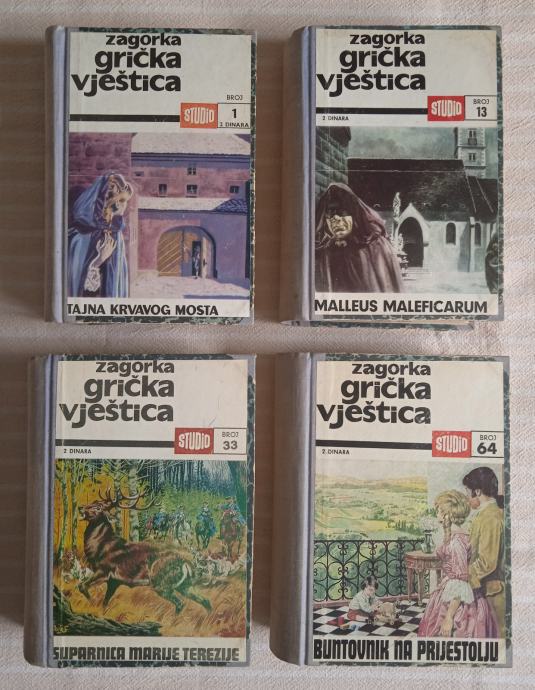 zagorka
grička
vještica
STUDIO
BROJ
1
2 DINARA
TAJNA KRVAVOG MOSTA
zagorka
grička
vještica
2 DINARA
STUDIO
BROJ
13
MALLEUS MALEFICARUM
zagorka
grička
vještica
2 DINARA
STUDIO
BROJ
33
SUPARNICA MARIJE TEREZIJE
zagorka
grička
vještica
2 DINARA
STUDIO
BROJ
64
BUNTOVNIK NA PRIJESTOLJU